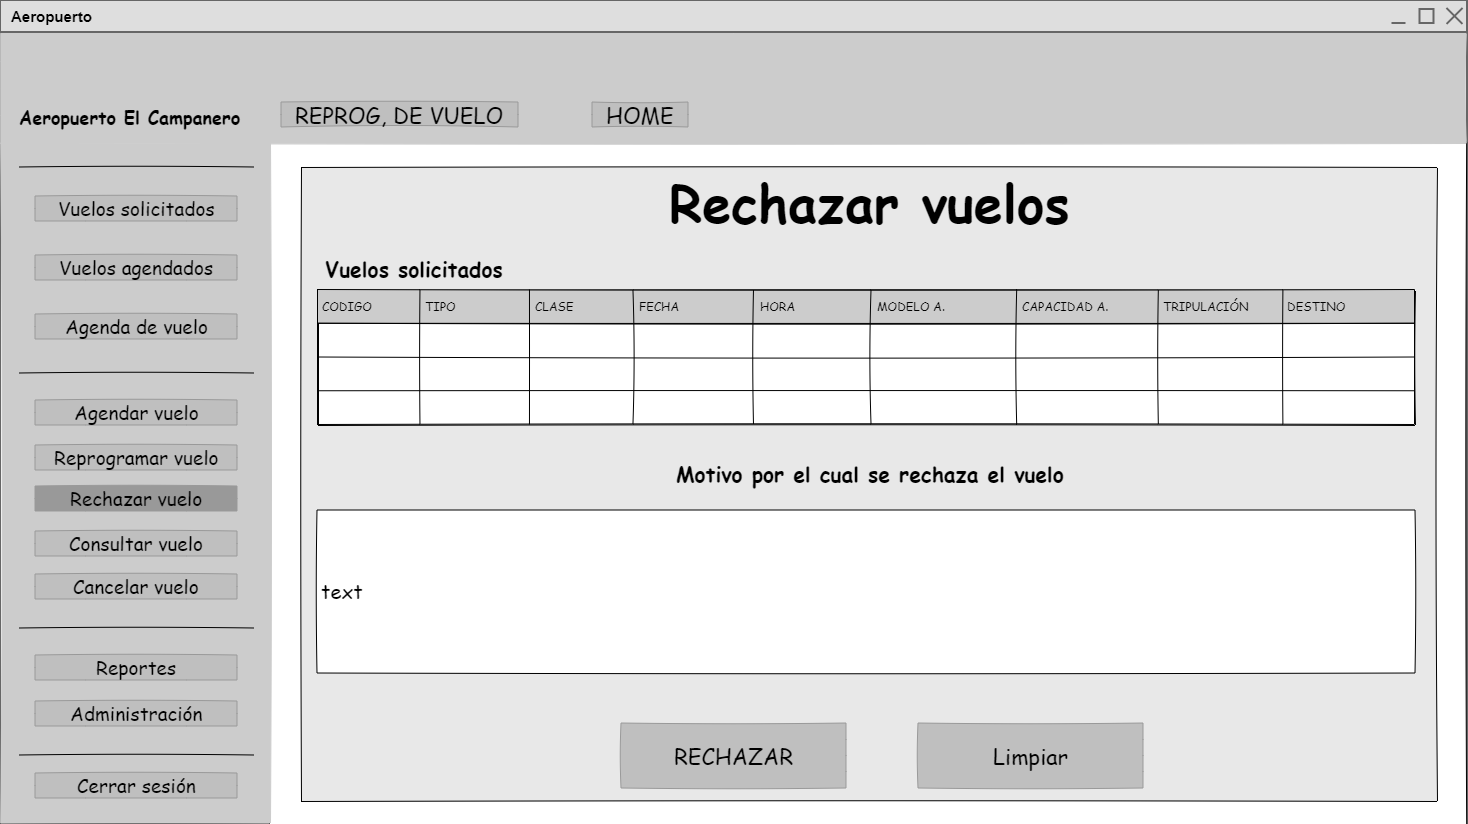 Aeropuerto
Aeropuerto El Campanero
REPROG, DE VUELO
HOME
Vuelos solicitados
Vuelos agendados
Agenda de vuelo
Agendar vuelo
Reprogramar vuelo
Rechazar vuelo
Consultar vuelo
Cancelar vuelo
Reportes
Administración
Cerrar sesión
Rechazar vuelos
Vuelos solicitados
CODIGO TIPO CLASE FECHA HORA MODELO A. CAPACIDAD A. TRIPULACIÓN DESTINO
Motivo por el cual se rechaza el vuelo
text
RECHAZAR
Limpiar